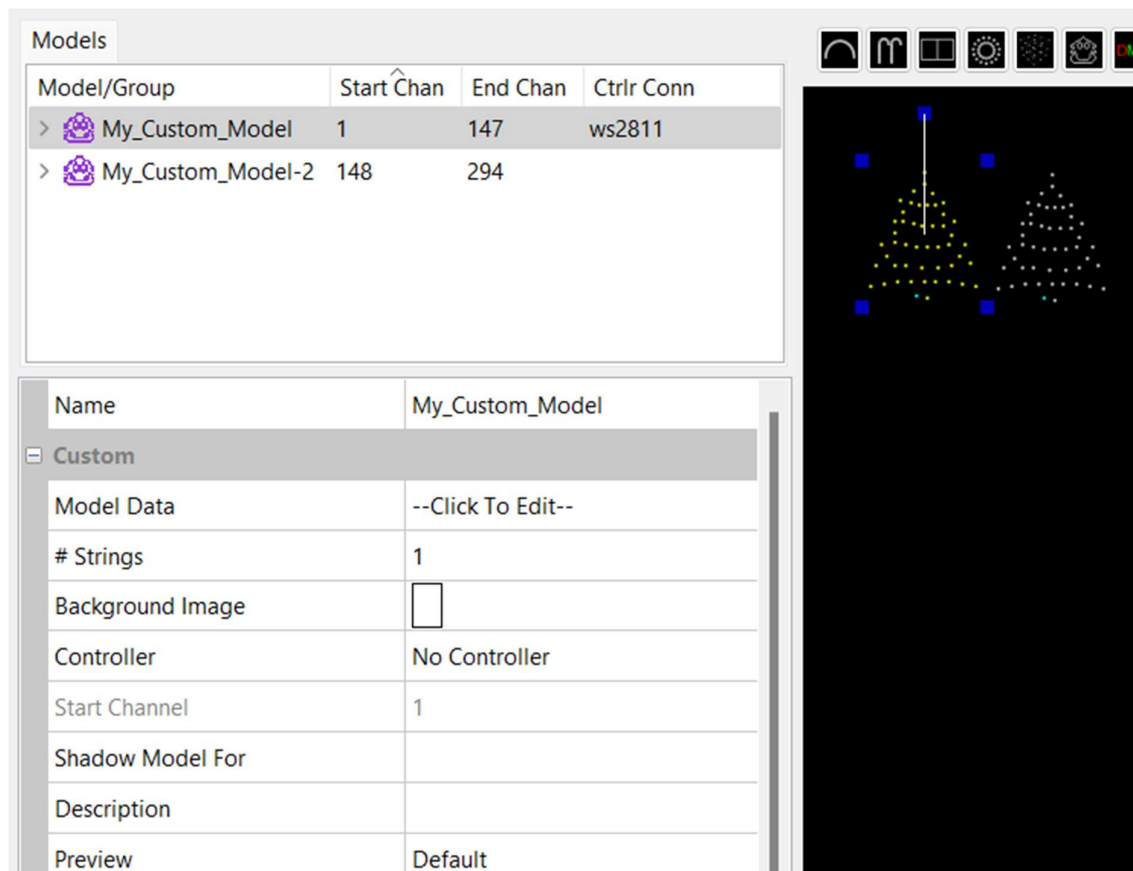 Models
Model/Group Start Chan End Chan Ctrlr Conn
My_Custom_Model 1 147 ws2811
My_Custom_Model-2 148 294
Name My_Custom_Model
Custom
Model Data --Click To Edit--
# Strings 1
Background Image
Controller No Controller
Start Channel 1
Shadow Model For
Description
Preview Default